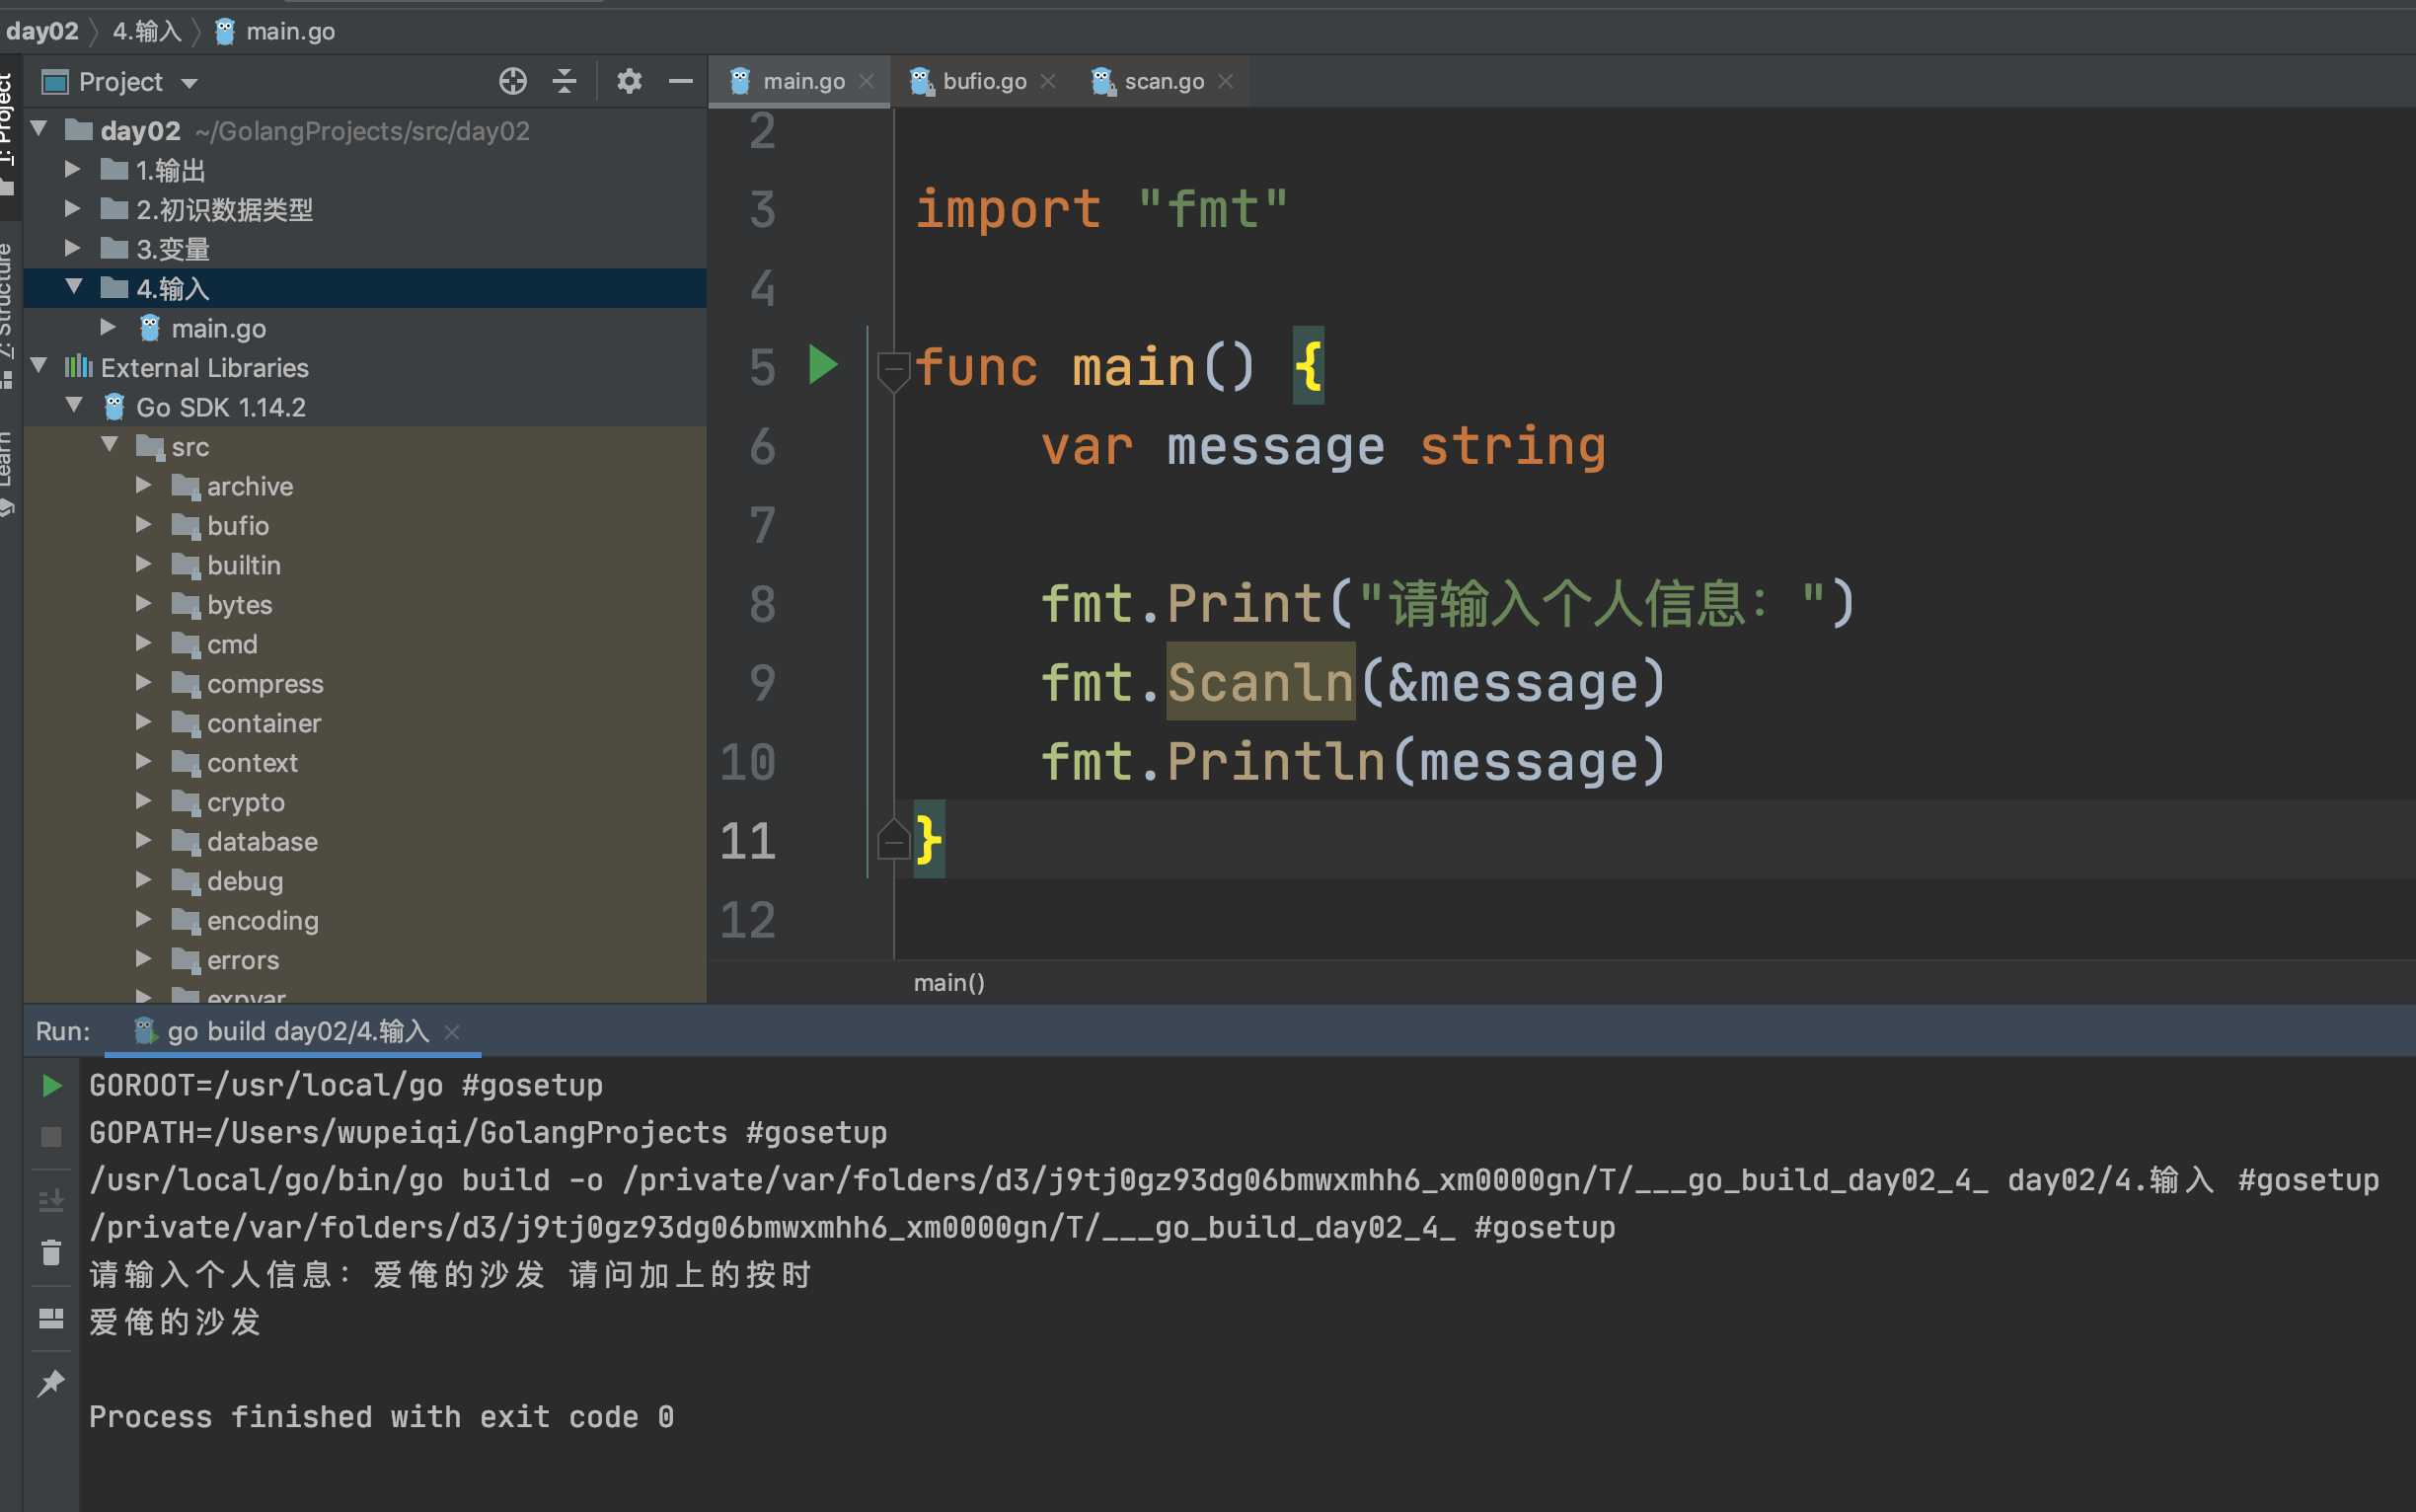 day02 〉 4.输入 〉 main.go
Project
1: Project
main.go
bufio.go
scan.go
day02 ~/GolangProjects/src/day02
1.输出
2.初识数据类型
3.变量
4.输入
main.go
External Libraries
Go SDK 1.14.2
src
archive
bufio
builtin
bytes
cmd
compress
container
context
crypto
database
debug
encoding
errors
expvar
Z: Structure
Learn
2
3 import "fmt"
4
5 func main() {
6 var message string
7
8 fmt.Print("请输入个人信息：")
9 fmt.Scanln(&message)
10 fmt.Println(message)
11 }
12
main()
Run: go build day02/4.输入
GOROOT=/usr/local/go #gosetup
GOPATH=/Users/wupeiqi/GolangProjects #gosetup
/usr/local/go/bin/go build -o /private/var/folders/d3/j9tj0gz93dg06bmwxmhh6_xm0000gn/T/___go_build_day02_4_ day02/4.输入 #gosetup
/private/var/folders/d3/j9tj0gz93dg06bmwxmhh6_xm0000gn/T/___go_build_day02_4_ #gosetup
请输入个人信息：爱俺的沙发 请问加上的按时
爱俺的沙发
Process finished with exit code 0